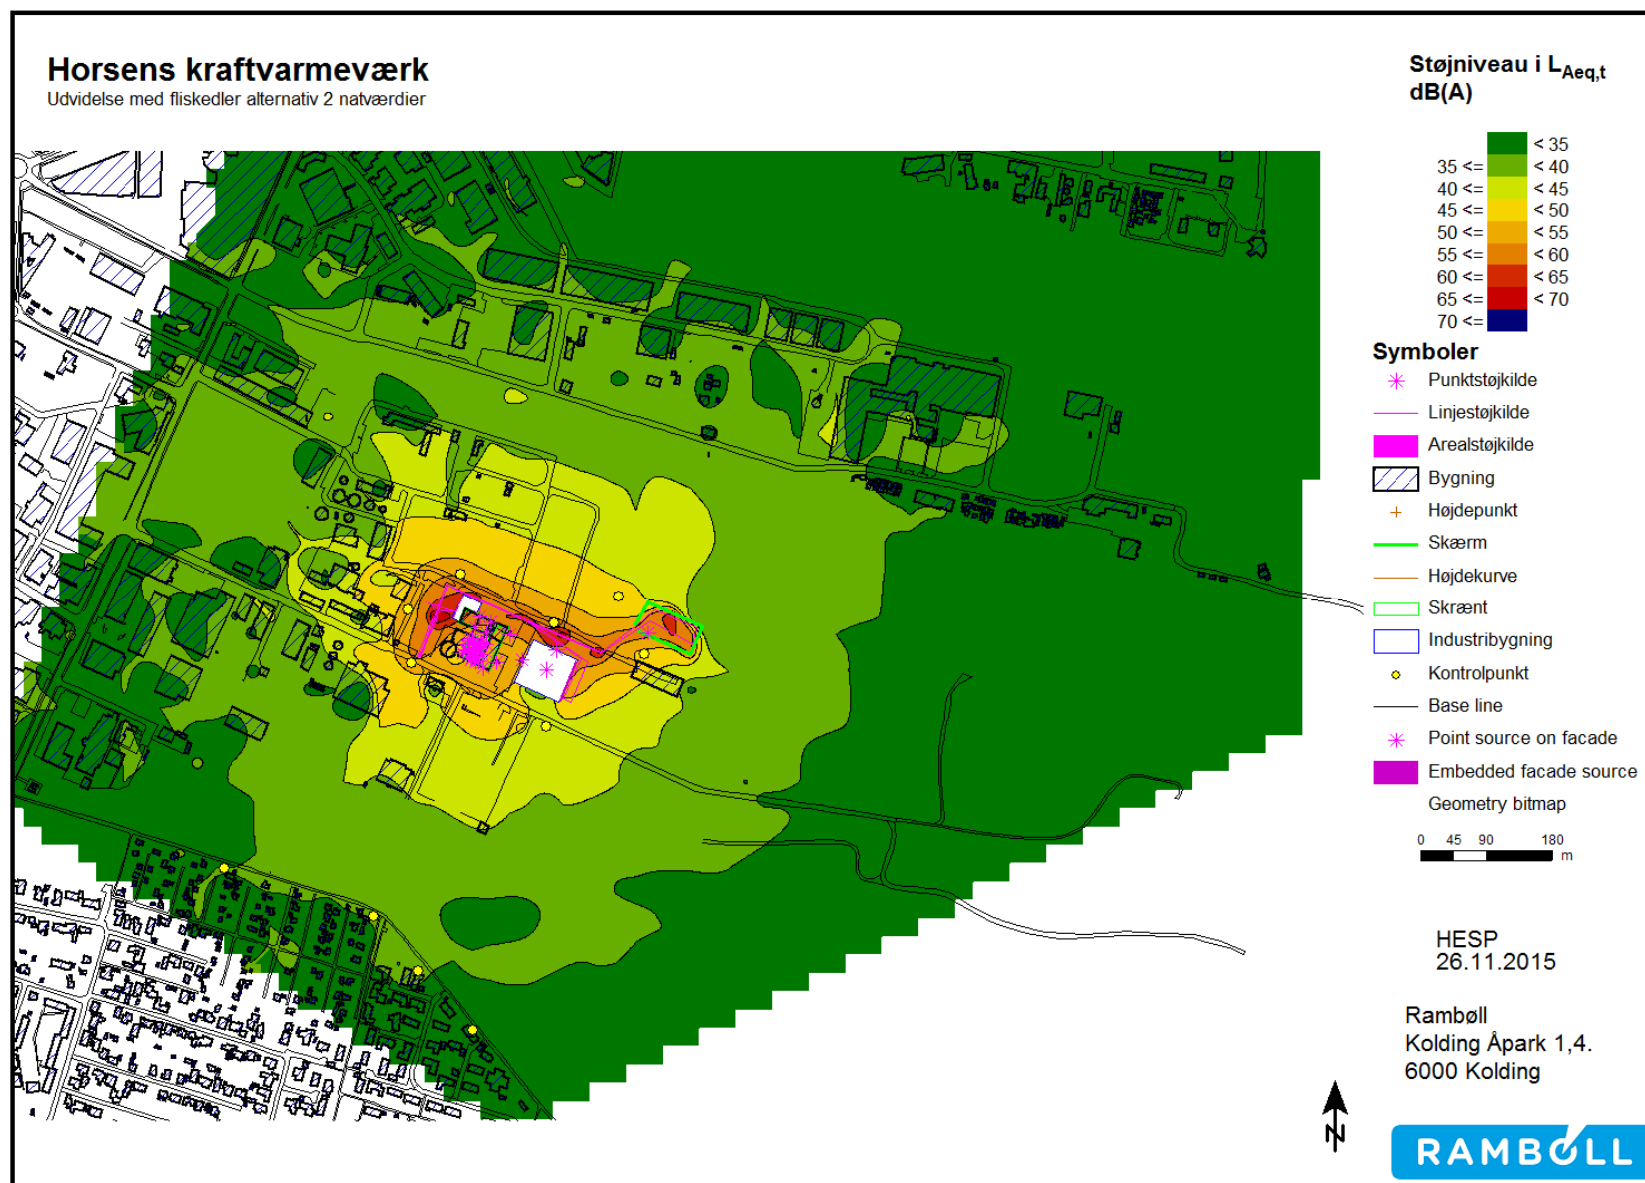 Horsens kraftvarmeværk
Udvidelse med fliskedler alternativ 2 natværdier
Støjniveau i LAeq,t
dB(A)
< 35
35 <= < 40
40 <= < 45
45 <= < 50
50 <= < 55
55 <= < 60
60 <= < 65
65 <= < 70
70 <=
Symboler
Punktstøjkilde
Linjestøjkilde
Arealstøjkilde
Bygning
Højdepunkt
Skærm
Højdekurve
Skrænt
Industribygning
Kontrolpunkt
Base line
Point source on facade
Embedded facade source
Geometry bitmap
0 45 90 180
m
HESP
26.11.2015
Rambøll
Kolding Åpark 1,4.
6000 Kolding
N
RAMBØLL